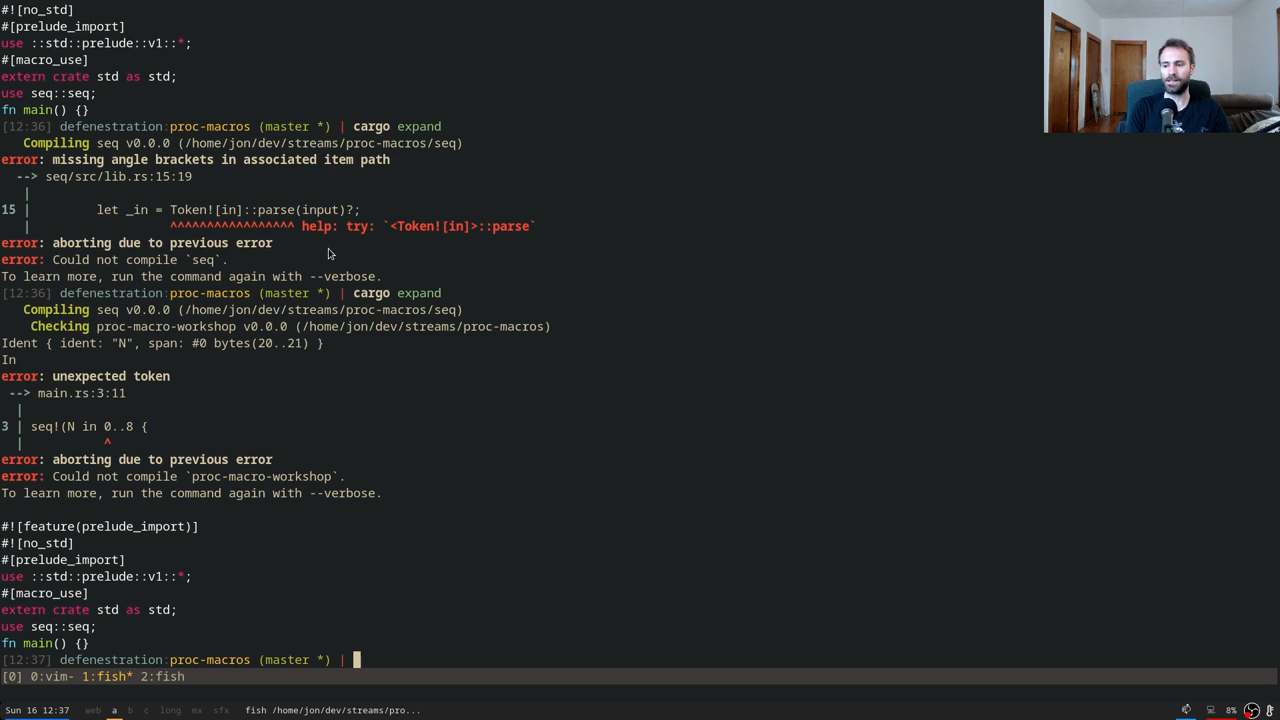 #![no_std]
#[prelude_import]
use ::std::prelude::v1::*;
#[macro_use]
extern crate std as std;
use seq::seq;
fn main() {}
[12:36] defenestration:proc-macros (master *) | cargo expand
   Compiling seq v0.0.0 (/home/jon/dev/streams/proc-macros/seq)
error: missing angle brackets in associated item path
  --> seq/src/lib.rs:15:19
   |
15 |         let _in = Token![in]::parse(input)?;
   |                   ^^^^^^^^^^^^^^^^^ help: try: `<Token![in]>::parse`
error: aborting due to previous error
error: Could not compile `seq`.
To learn more, run the command again with --verbose.
[12:36] defenestration:proc-macros (master *) | cargo expand
   Compiling seq v0.0.0 (/home/jon/dev/streams/proc-macros/seq)
    Checking proc-macro-workshop v0.0.0 (/home/jon/dev/streams/proc-macros)
Ident { ident: "N", span: #0 bytes(20..21) }
In
error: unexpected token
 --> main.rs:3:11
  |
3 | seq!(N in 0..8 {
  |           ^
error: aborting due to previous error
error: Could not compile `proc-macro-workshop`.
To learn more, run the command again with --verbose.
#![feature(prelude_import)]
#![no_std]
#[prelude_import]
use ::std::prelude::v1::*;
#[macro_use]
extern crate std as std;
use seq::seq;
fn main() {}
[12:37] defenestration:proc-macros (master *) |
[0] 0:vim- 1:fish* 2:fish
Sun 16 12:37 web a b c long mx sfx fish /home/jon/dev/streams/pro... 8%